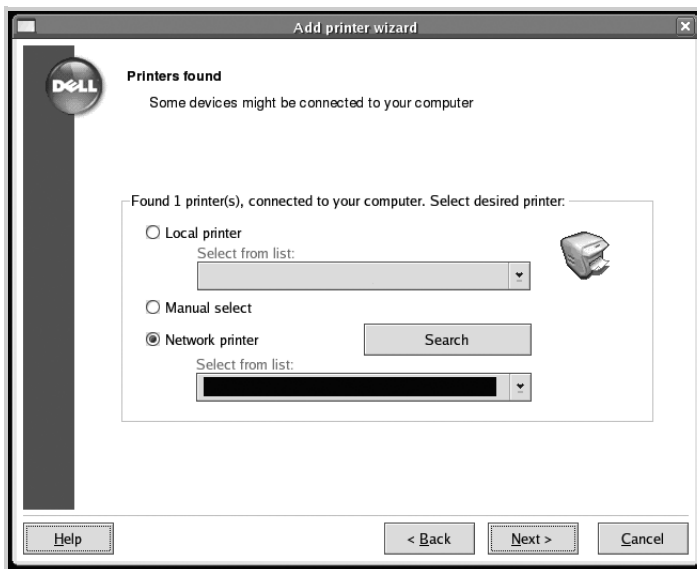 Add printer wizard
DELL
Printers found
Some devices might be connected to your computer
Found 1 printer(s), connected to your computer. Select desired printer:
Local printer
Select from list:
Manual select
Network printer
Search
Select from list:
Help
< Back
Next >
Cancel